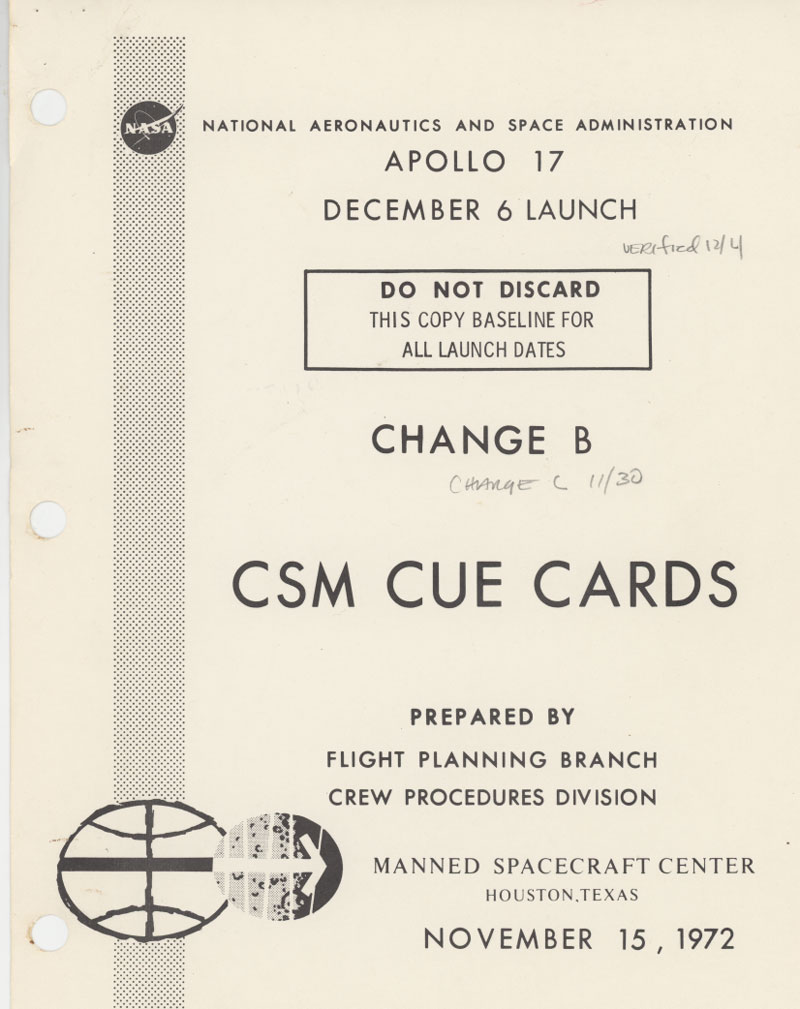 NASA
NATIONAL AERONAUTICS AND SPACE ADMINISTRATION
APOLLO 17
DECEMBER 6 LAUNCH
verified 12/4
DO NOT DISCARD
THIS COPY BASELINE FOR
ALL LAUNCH DATES
CHANGE B
CHANGE C 11/30
CSM CUE CARDS
PREPARED BY
FLIGHT PLANNING BRANCH
CREW PROCEDURES DIVISION
MANNED SPACECRAFT CENTER
HOUSTON, TEXAS
NOVEMBER 15, 1972